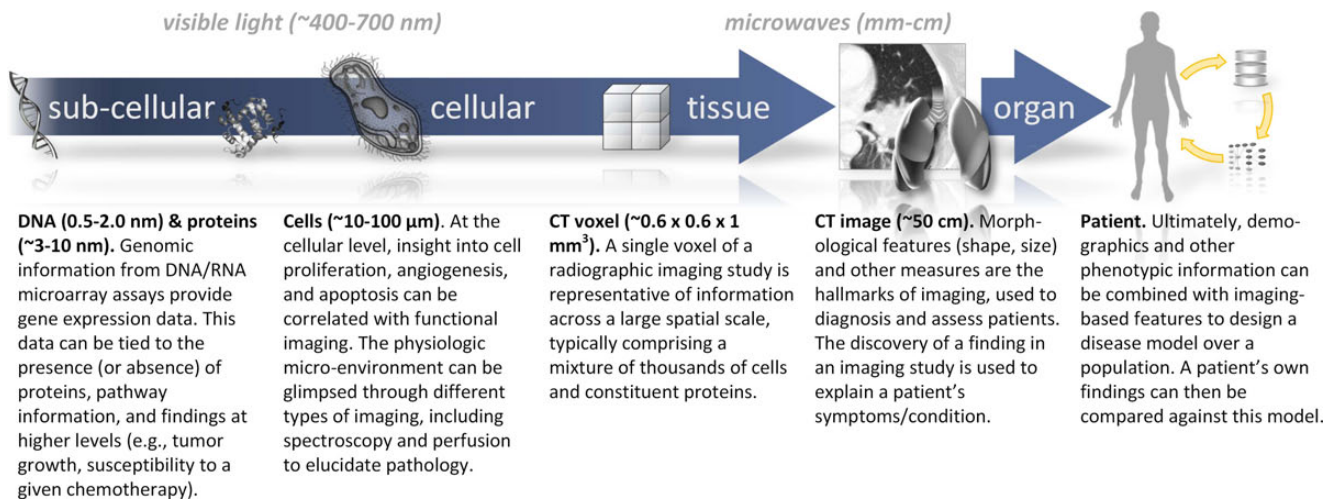 visible light (~400-700 nm)
microwaves (mm-cm)
sub-cellular
cellular
tissue
organ
DNA (0.5-2.0 nm) & proteins
(~3-10 nm). Genomic
information from DNA/RNA
microarray assays provide
gene expression data. This
data can be tied to the
presence (or absence) of
proteins, pathway
information, and findings at
higher levels (e.g., tumor
growth, susceptibility to a
given chemotherapy).
Cells (~10-100 µm). At the
cellular level, insight into cell
proliferation, angiogenesis,
and apoptosis can be
correlated with functional
imaging. The physiologic
micro-environment can be
glimpsed through different
types of imaging, including
spectroscopy and perfusion
to elucidate pathology.
CT voxel (~0.6 x 0.6 x 1
mm³). A single voxel of a
radiographic imaging study is
representative of information
across a large spatial scale,
typically comprising a
mixture of thousands of cells
and constituent proteins.
CT image (~50 cm). Morph-
ological features (shape, size)
and other measures are the
hallmarks of imaging, used to
diagnosis and assess patients.
The discovery of a finding in
an imaging study is used to
explain a patient's
symptoms/condition.
Patient. Ultimately, demo-
graphics and other
phenotypic information can
be combined with imaging-
based features to design a
disease model over a
population. A patient's own
findings can then be
compared against this model.